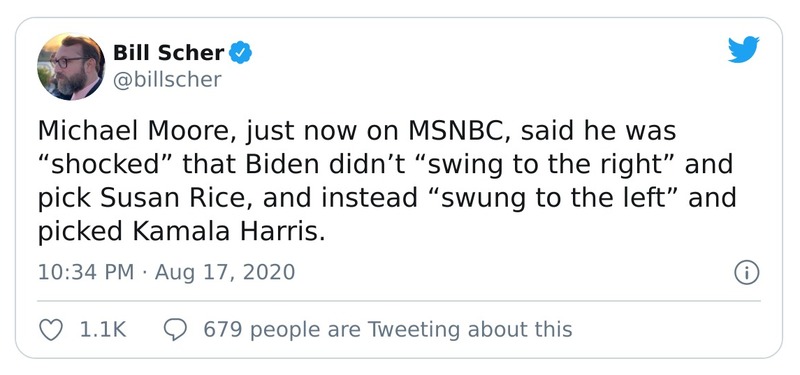 Bill Scher
@billscher
Michael Moore, just now on MSNBC, said he was
“shocked” that Biden didn’t “swing to the right” and
pick Susan Rice, and instead “swung to the left” and
picked Kamala Harris.
10:34 PM · Aug 17, 2020
1.1K 679 people are Tweeting about this